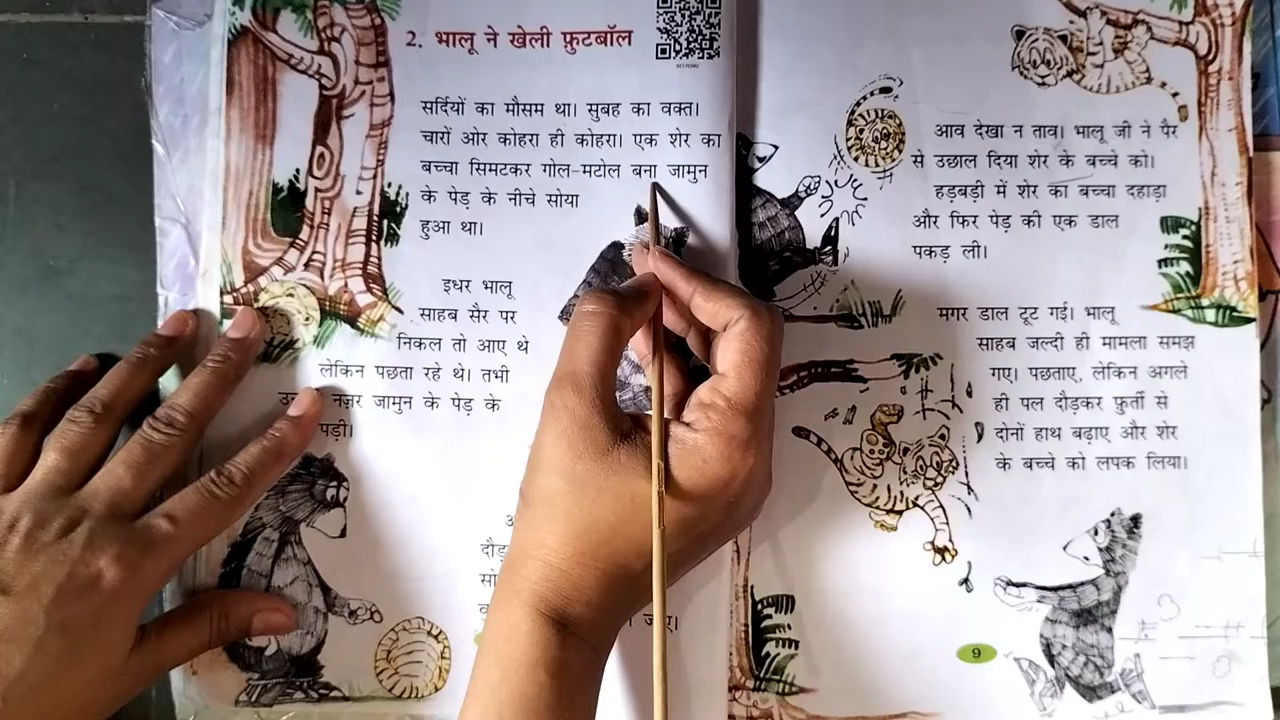 2. भालू ने खेली फ़ुटबॉल
सर्दियों का मौसम था। सुबह का वक्त।
चारों ओर कोहरा ही कोहरा। एक शेर का
बच्चा सिमटकर गोल-मटोल बना जामुन
के पेड़ के नीचे सोया
हुआ था।
इधर भालू
साहब सैर पर
निकल तो आए थे
लेकिन पछता रहे थे। तभी
नज़र जामुन के पेड़ के
पड़ी।
आव देखा न ताव। भालू जी ने पैर
से उछाल दिया शेर के बच्चे को।
हड़बड़ी में शेर का बच्चा दहाड़ा
और फिर पेड़ की एक डाल
पकड़ ली।
मगर डाल टूट गई। भालू
साहब जल्दी ही मामला समझ
गए। पछताए, लेकिन अगले
ही पल दौड़कर फ़ुर्ती से
दोनों हाथ बढ़ाए और शेर
के बच्चे को लपक लिया।
9